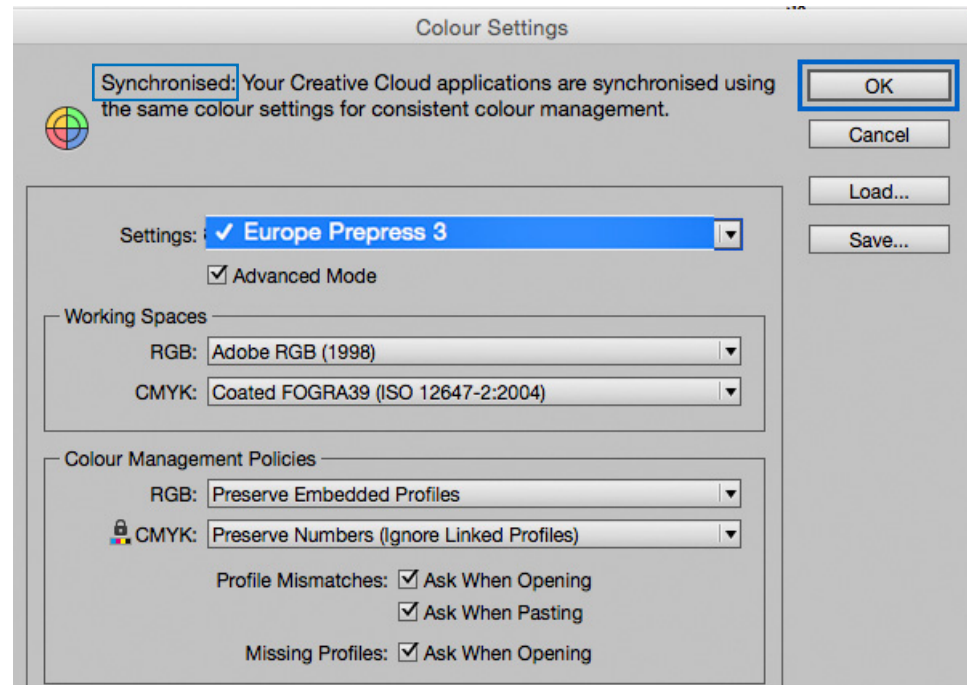 Colour Settings
Synchronised: Your Creative Cloud applications are synchronised using
the same colour settings for consistent colour management.
OK
Cancel
Load...
Save...
Settings: ✓ Europe Prepress 3
Advanced Mode
Working Spaces
RGB: Adobe RGB (1998)
CMYK: Coated FOGRA39 (ISO 12647-2:2004)
Colour Management Policies
RGB: Preserve Embedded Profiles
CMYK: Preserve Numbers (Ignore Linked Profiles)
Profile Mismatches: Ask When Opening
Ask When Pasting
Missing Profiles: Ask When Opening